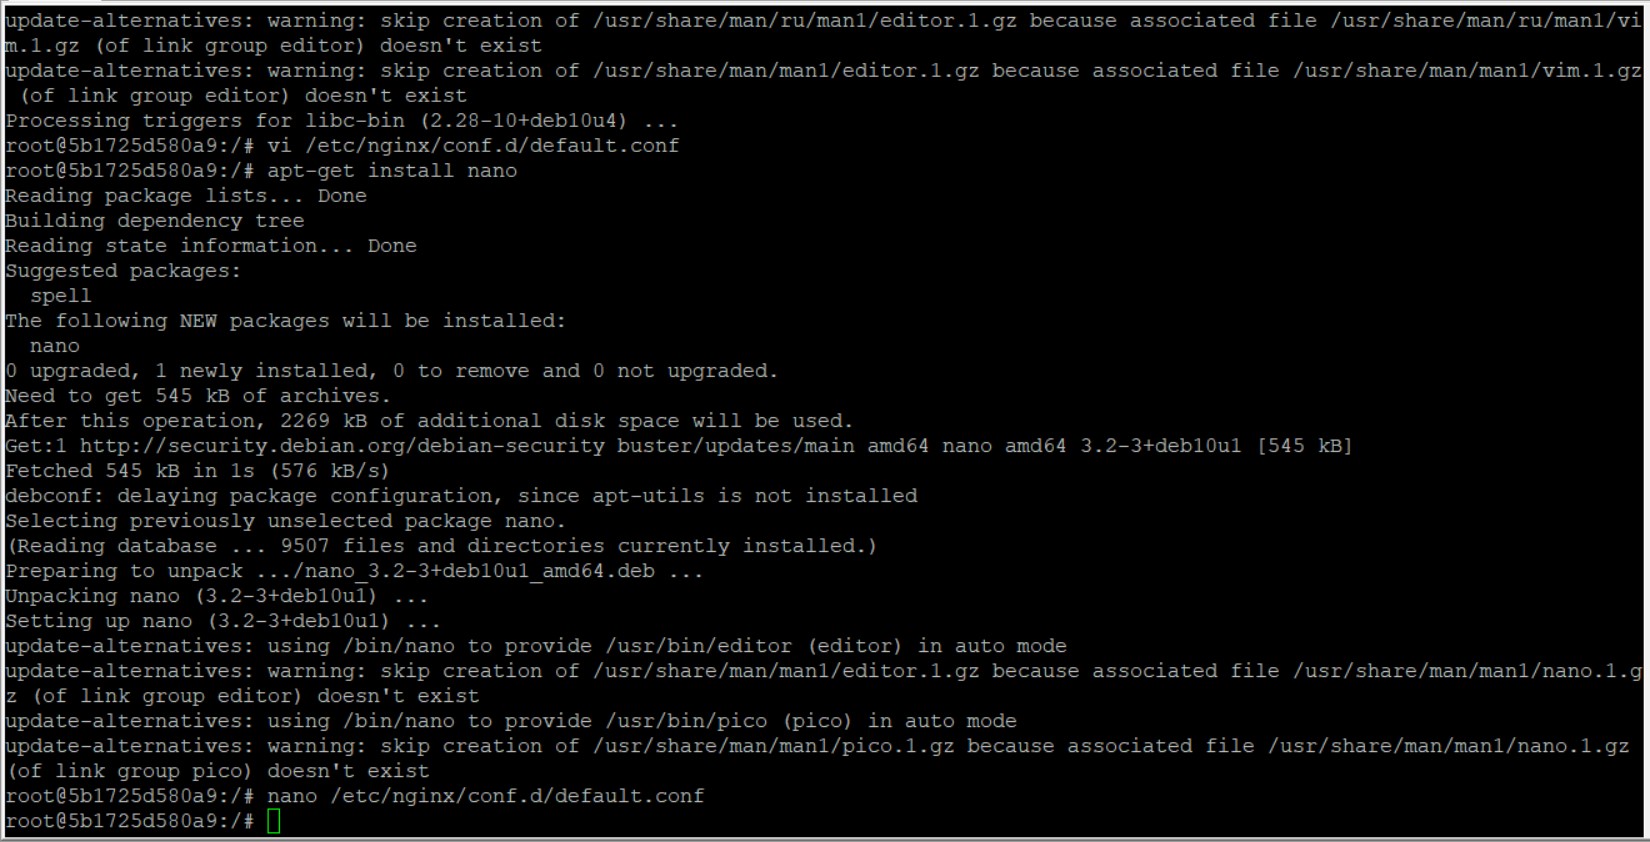 update-alternatives: warning: skip creation of /usr/share/man/ru/man1/editor.1.gz because associated file /usr/share/man/ru/man1/vi
m.1.gz (of link group editor) doesn't exist
update-alternatives: warning: skip creation of /usr/share/man/man1/editor.1.gz because associated file /usr/share/man/man1/vim.1.gz
 (of link group editor) doesn't exist
Processing triggers for libc-bin (2.28-10+deb10u4) ...
root@5b1725d580a9:/# vi /etc/nginx/conf.d/default.conf
root@5b1725d580a9:/# apt-get install nano
Reading package lists... Done
Building dependency tree
Reading state information... Done
Suggested packages:
  spell
The following NEW packages will be installed:
  nano
0 upgraded, 1 newly installed, 0 to remove and 0 not upgraded.
Need to get 545 kB of archives.
After this operation, 2269 kB of additional disk space will be used.
Get:1 http://security.debian.org/debian-security buster/updates/main amd64 nano amd64 3.2-3+deb10u1 [545 kB]
Fetched 545 kB in 1s (576 kB/s)
debconf: delaying package configuration, since apt-utils is not installed
Selecting previously unselected package nano.
(Reading database ... 9507 files and directories currently installed.)
Preparing to unpack .../nano_3.2-3+deb10u1_amd64.deb ...
Unpacking nano (3.2-3+deb10u1) ...
Setting up nano (3.2-3+deb10u1) ...
update-alternatives: using /bin/nano to provide /usr/bin/editor (editor) in auto mode
update-alternatives: warning: skip creation of /usr/share/man/man1/editor.1.gz because associated file /usr/share/man/man1/nano.1.g
z (of link group editor) doesn't exist
update-alternatives: using /bin/nano to provide /usr/bin/pico (pico) in auto mode
update-alternatives: warning: skip creation of /usr/share/man/man1/pico.1.gz because associated file /usr/share/man/man1/nano.1.gz
(of link group pico) doesn't exist
root@5b1725d580a9:/# nano /etc/nginx/conf.d/default.conf
root@5b1725d580a9:/#